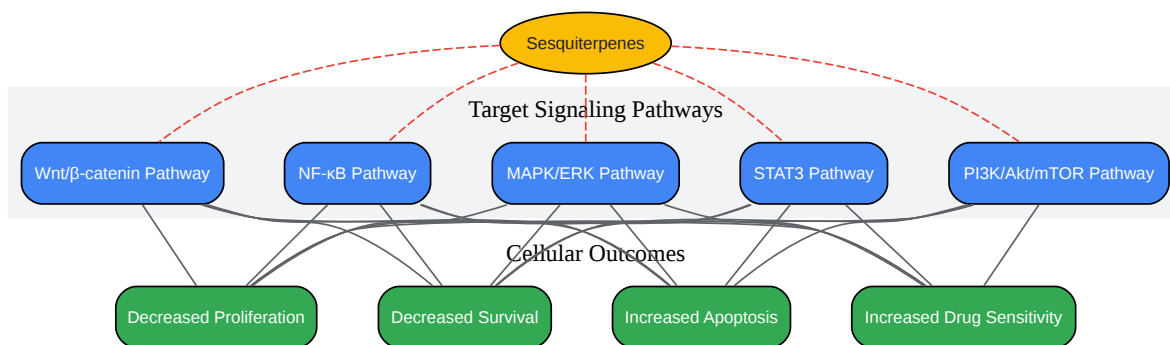 Sesquiterpenes
Target Signaling Pathways
Wnt/β-catenin Pathway
NF-κB Pathway
MAPK/ERK Pathway
STAT3 Pathway
PI3K/Akt/mTOR Pathway
Cellular Outcomes
Decreased Proliferation
Decreased Survival
Increased Apoptosis
Increased Drug Sensitivity